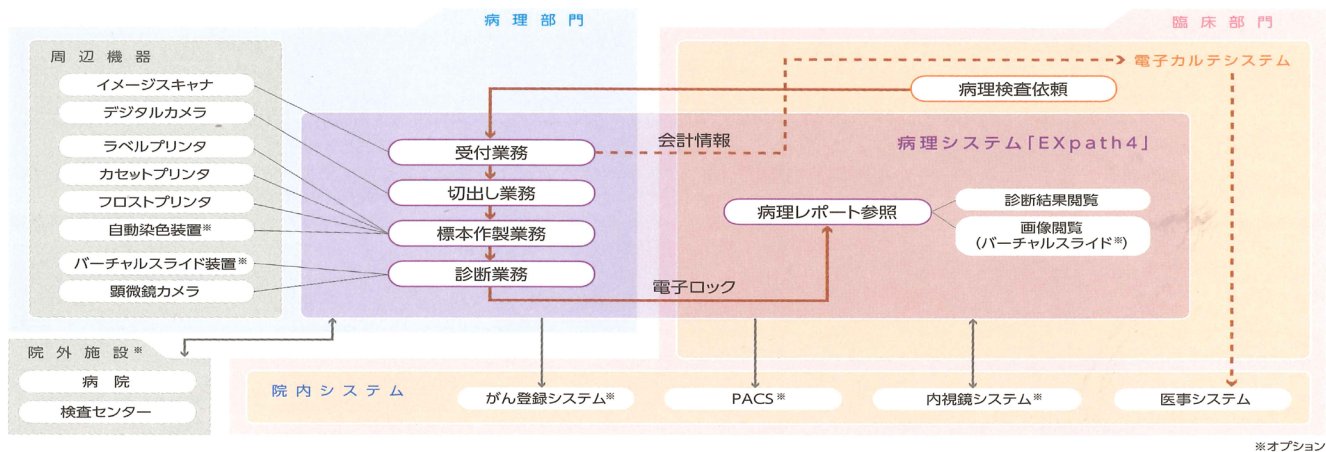 病理部門
臨床部門
周辺機器
イメージスキャナ
デジタルカメラ
ラベルプリンタ
カセットプリンタ
フロストプリンタ
自動染色装置※
バーチャルスライド装置※
顕微鏡カメラ
電子カルテシステム
病理検査依頼
会計情報
病理システム「EXpath4」
受付業務
切出し業務
標本作製業務
診断業務
病理レポート参照
診断結果閲覧
画像閲覧
(バーチャルスライド※)
電子ロック
院外施設※
病院
検査センター
院内システム
がん登録システム※
PACS※
内視鏡システム※
医事システム
※オプション